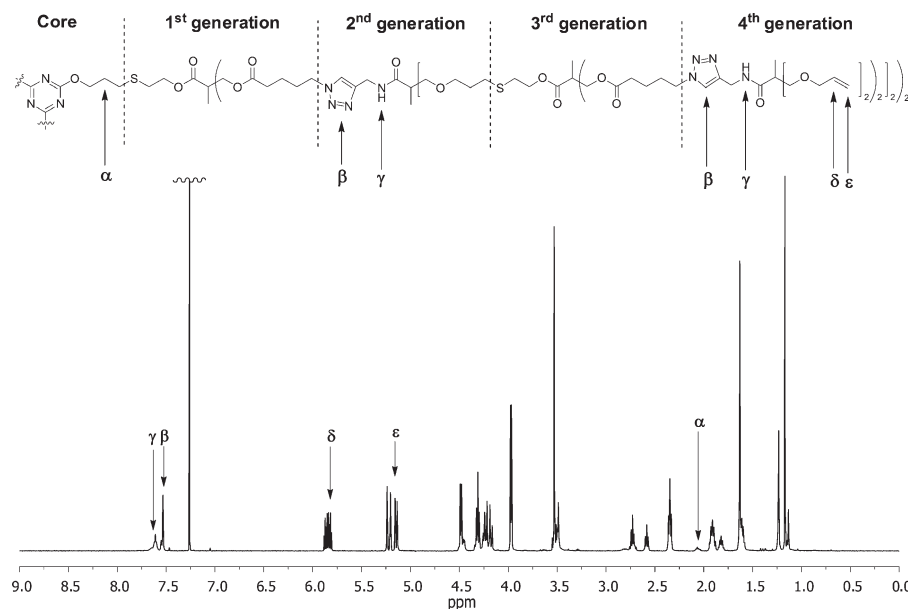 Core 1st generation 2nd generation 3rd generation 4th generation
O S O O ( O O N N=N N H O [ O S O O ( O O N N=N N H O [ O ]2)2]2)2
N N N
α β γ β γ δ ε
γ β δ ε α
9.0 8.5 8.0 7.5 7.0 6.5 6.0 5.5 5.0 4.5 4.0 3.5 3.0 2.5 2.0 1.5 1.0 0.5 0.0
ppm